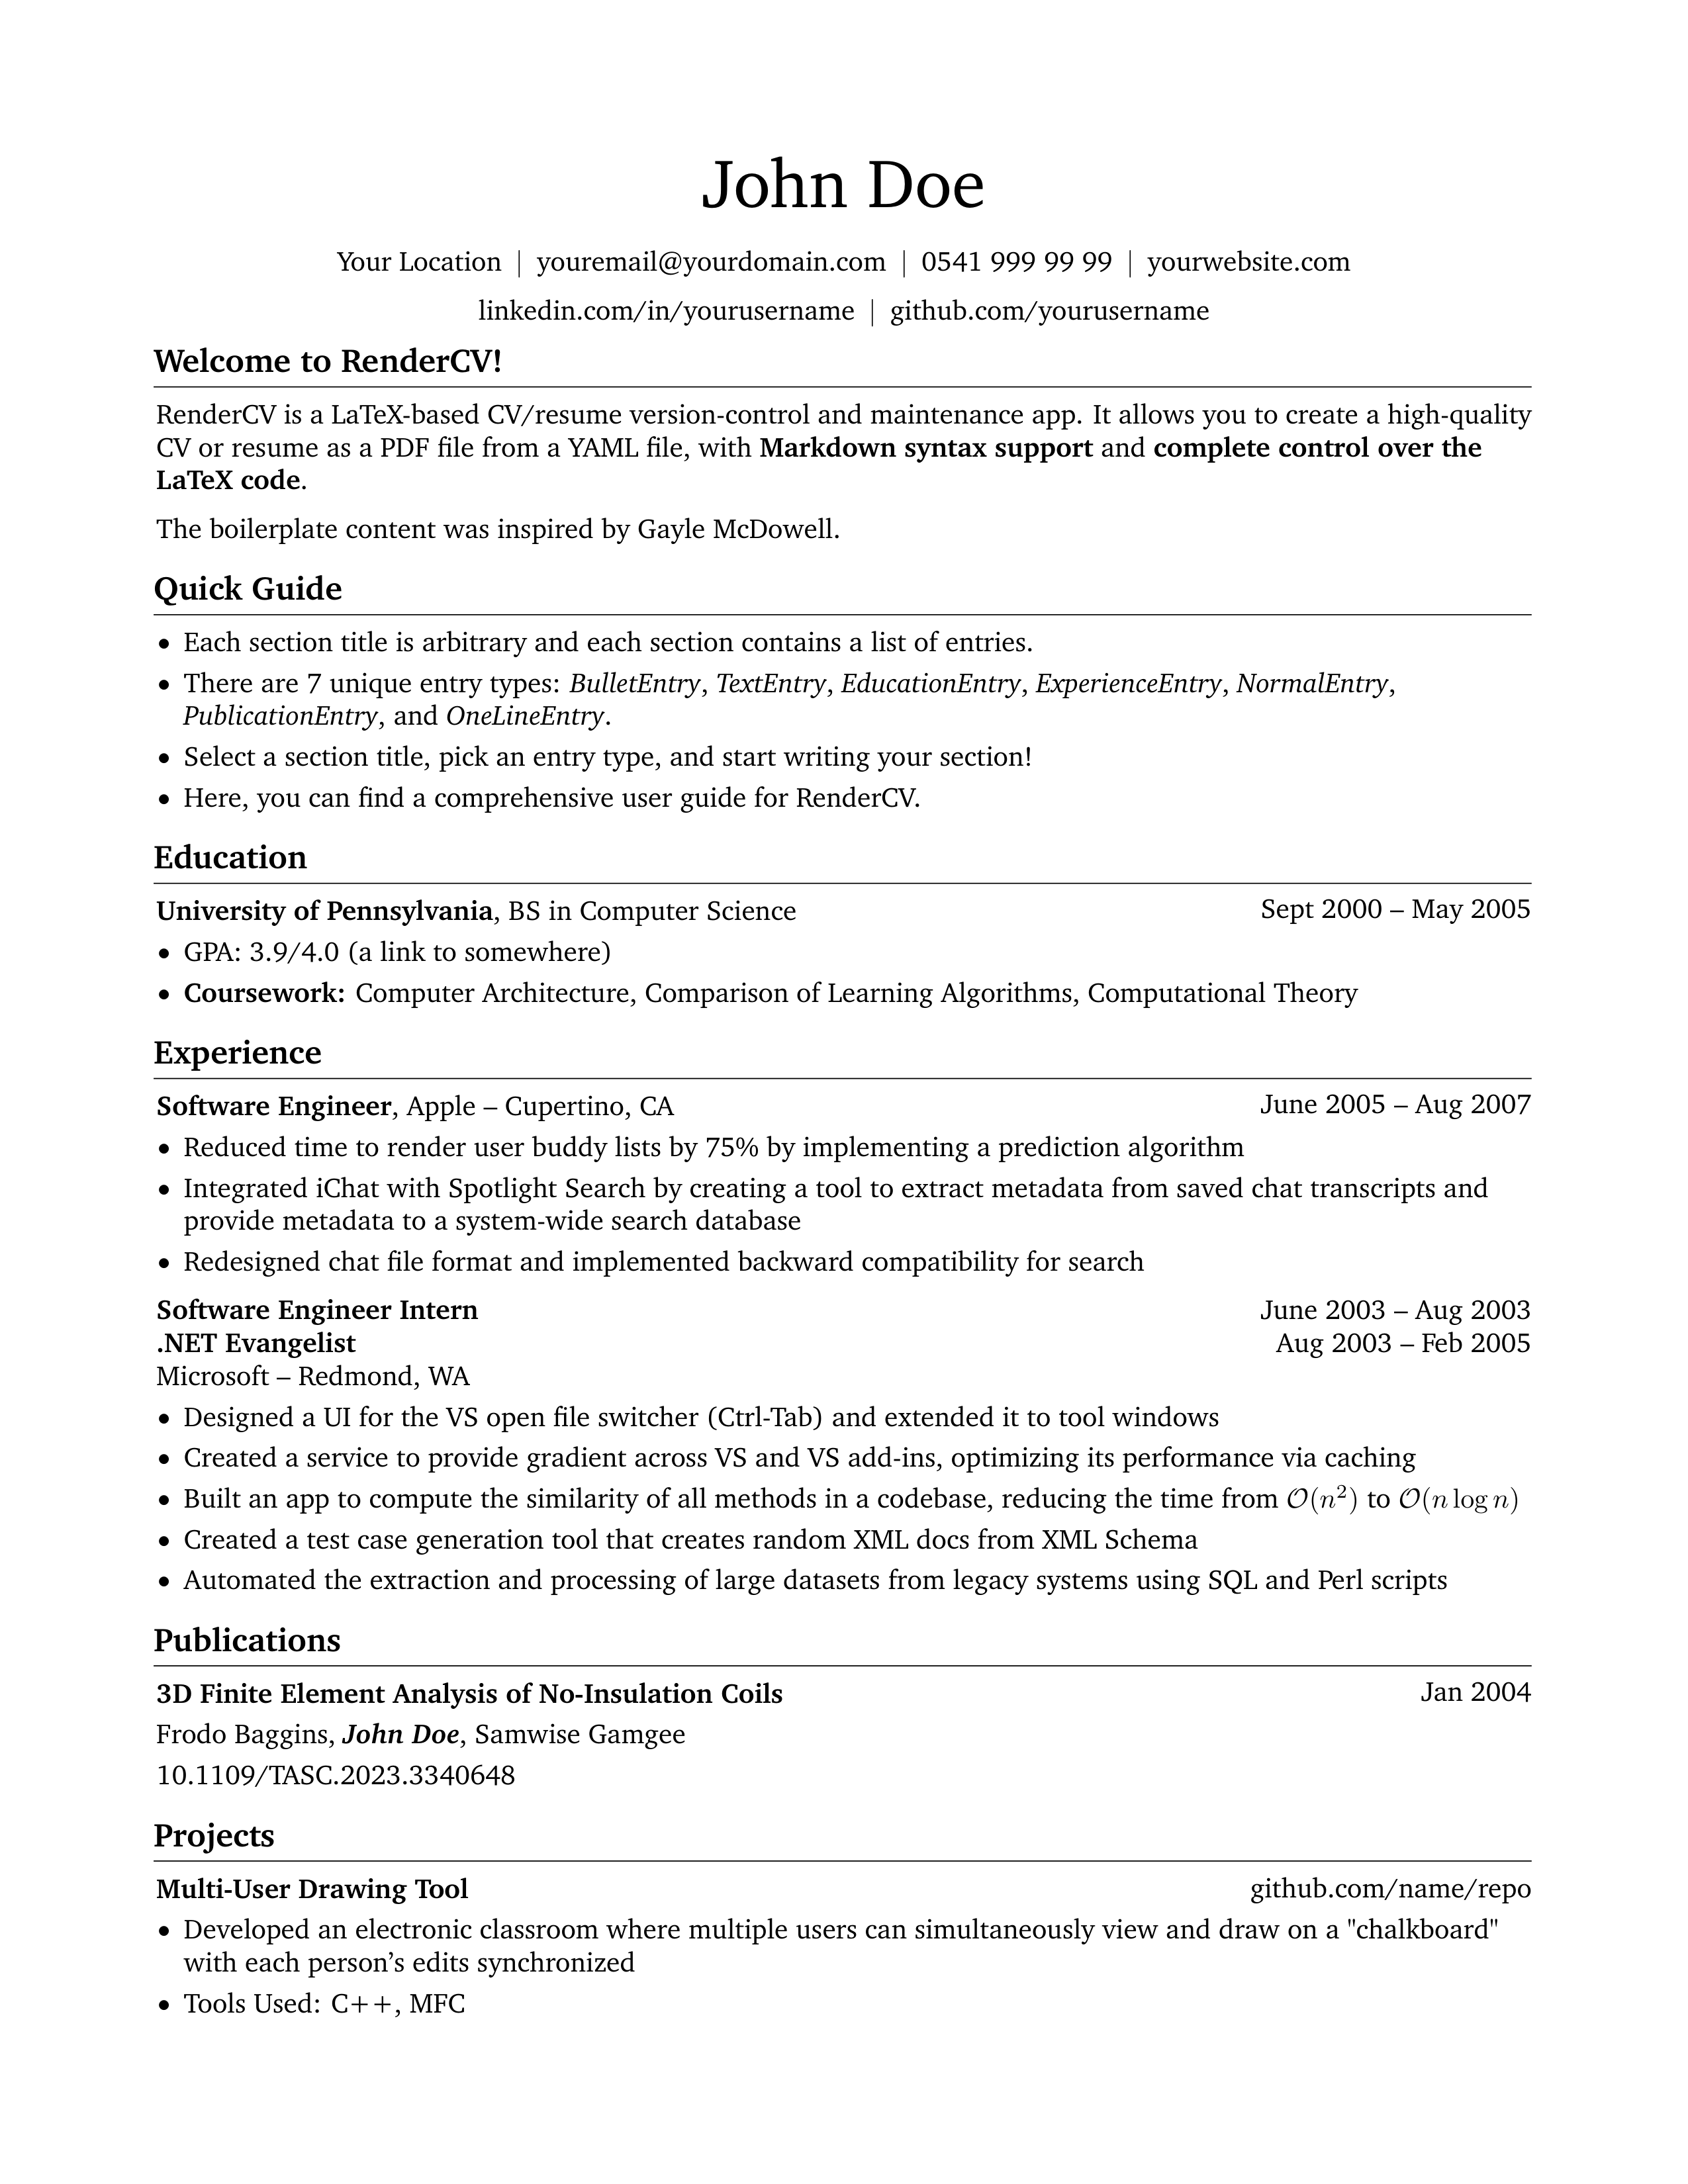 John Doe
Your Location | youremail@yourdomain.com | 0541 999 99 99 | yourwebsite.com
linkedin.com/in/yourusername | github.com/yourusername
Welcome to RenderCV!
RenderCV is a LaTeX-based CV/resume version-control and maintenance app. It allows you to create a high-quality
CV or resume as a PDF file from a YAML file, with Markdown syntax support and complete control over the
LaTeX code.
The boilerplate content was inspired by Gayle McDowell.
Quick Guide
• Each section title is arbitrary and each section contains a list of entries.
• There are 7 unique entry types: BulletEntry, TextEntry, EducationEntry, ExperienceEntry, NormalEntry,
PublicationEntry, and OneLineEntry.
• Select a section title, pick an entry type, and start writing your section!
• Here, you can find a comprehensive user guide for RenderCV.
Education
University of Pennsylvania, BS in Computer Science Sept 2000 – May 2005
• GPA: 3.9/4.0 (a link to somewhere)
• Coursework: Computer Architecture, Comparison of Learning Algorithms, Computational Theory
Experience
Software Engineer, Apple – Cupertino, CA June 2005 – Aug 2007
• Reduced time to render user buddy lists by 75% by implementing a prediction algorithm
• Integrated iChat with Spotlight Search by creating a tool to extract metadata from saved chat transcripts and
provide metadata to a system-wide search database
• Redesigned chat file format and implemented backward compatibility for search
Software Engineer Intern June 2003 – Aug 2003
.NET Evangelist Aug 2003 – Feb 2005
Microsoft – Redmond, WA
• Designed a UI for the VS open file switcher (Ctrl-Tab) and extended it to tool windows
• Created a service to provide gradient across VS and VS add-ins, optimizing its performance via caching
• Built an app to compute the similarity of all methods in a codebase, reducing the time from 𝒪(n²) to 𝒪(n log n)
• Created a test case generation tool that creates random XML docs from XML Schema
• Automated the extraction and processing of large datasets from legacy systems using SQL and Perl scripts
Publications
3D Finite Element Analysis of No-Insulation Coils Jan 2004
Frodo Baggins, John Doe, Samwise Gamgee
10.1109/TASC.2023.3340648
Projects
Multi-User Drawing Tool github.com/name/repo
• Developed an electronic classroom where multiple users can simultaneously view and draw on a "chalkboard"
with each person’s edits synchronized
• Tools Used: C++, MFC